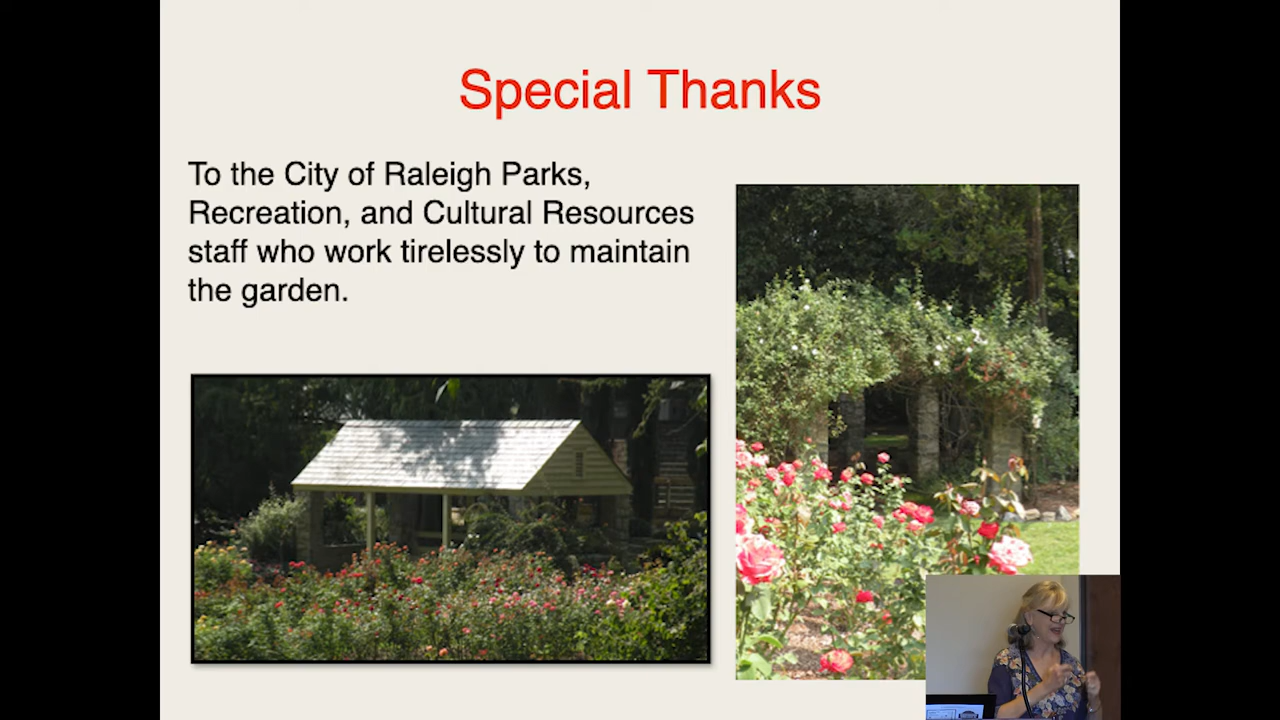 Special Thanks
To the City of Raleigh Parks,
Recreation, and Cultural Resources
staff who work tirelessly to maintain
the garden.